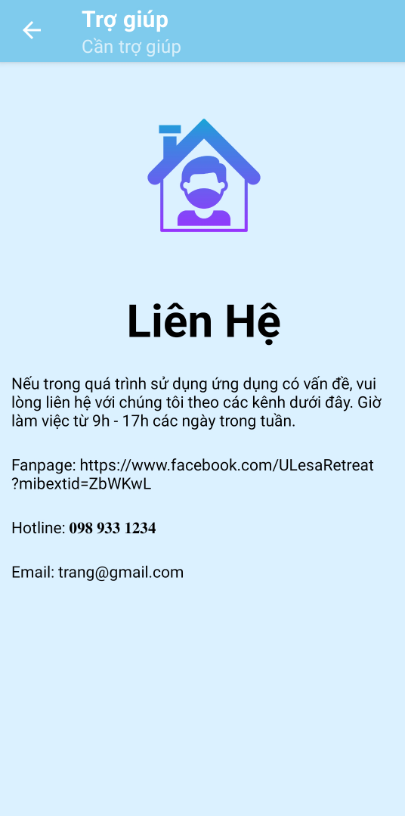 Trợ giúp
Cần trợ giúp
Liên Hệ
Nếu trong quá trình sử dụng ứng dụng có vấn đề, vui
lòng liên hệ với chúng tôi theo các kênh dưới đây. Giờ
làm việc từ 9h - 17h các ngày trong tuần.
Fanpage: https://www.facebook.com/ULesaRetreat
?mibextid=ZbWKwL
Hotline: 098 933 1234
Email: trang@gmail.com